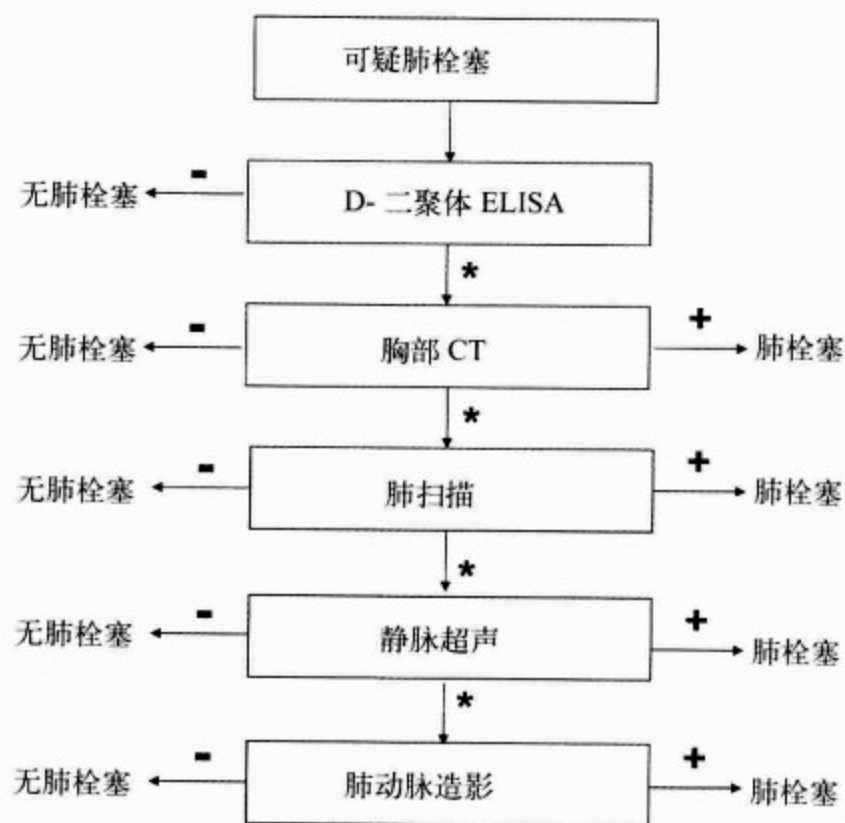 可疑肺栓塞
-
无肺栓塞
D- 二聚体 ELISA
*
-
+
无肺栓塞
胸部 CT
肺栓塞
*
-
+
无肺栓塞
肺扫描
肺栓塞
*
-
+
无肺栓塞
静脉超声
肺栓塞
*
-
+
无肺栓塞
肺动脉造影
肺栓塞